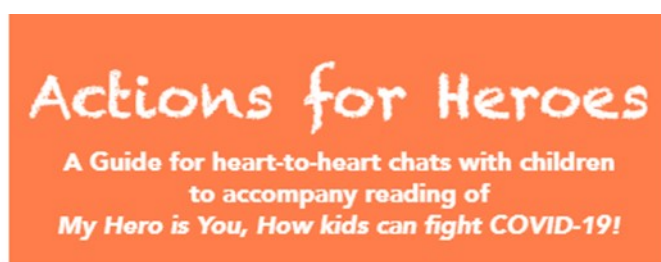 Actions for Heroes
A Guide for heart-to-heart chats with children
to accompany reading of
My Hero is You, How kids can fight COVID-19!